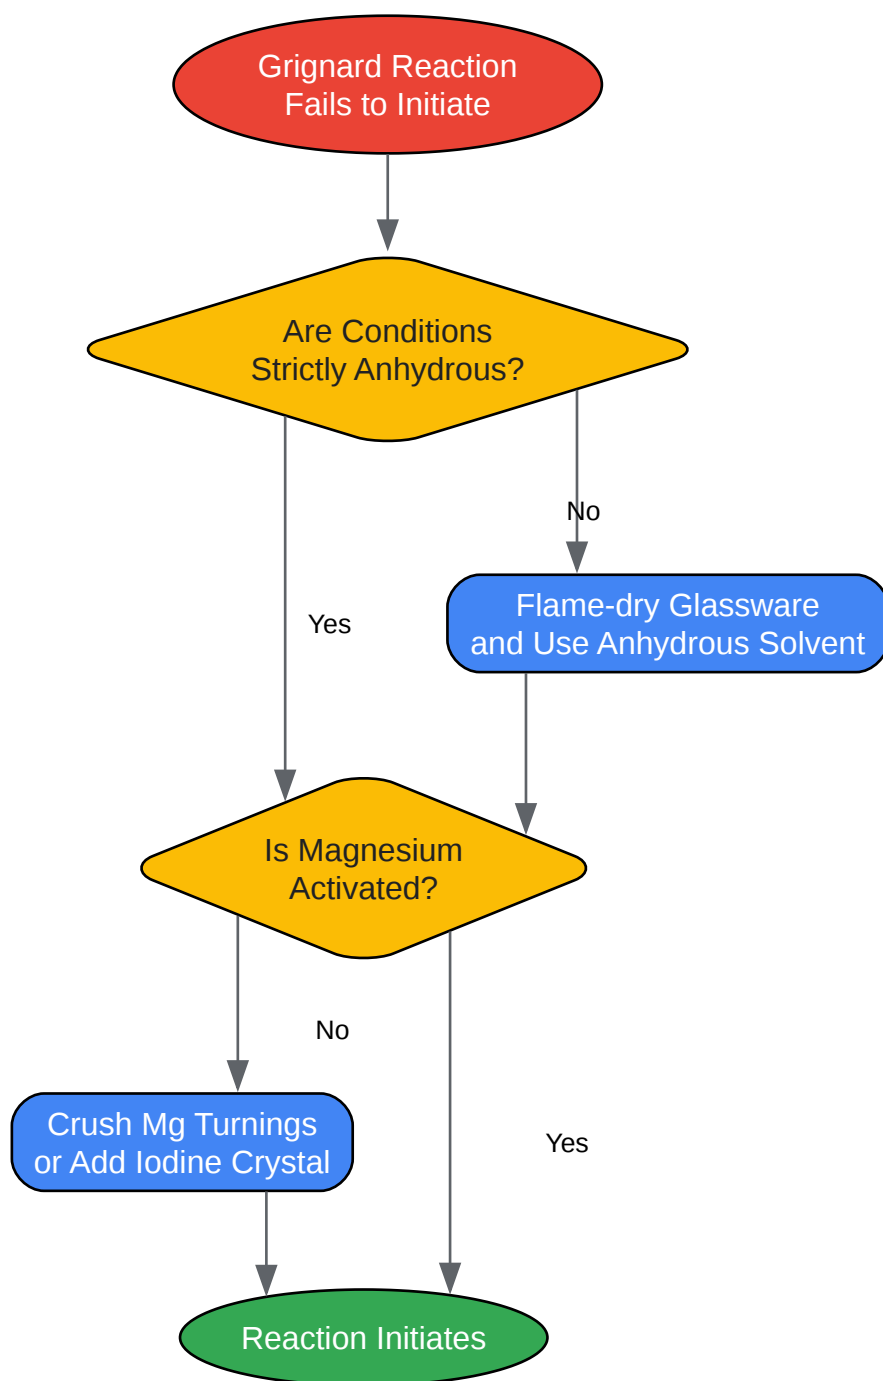 Grignard Reaction
Fails to Initiate
Are Conditions
Strictly Anhydrous?
No
Flame-dry Glassware
and Use Anhydrous Solvent
Yes
Is Magnesium
Activated?
No
Crush Mg Turnings
or Add Iodine Crystal
Yes
Reaction Initiates